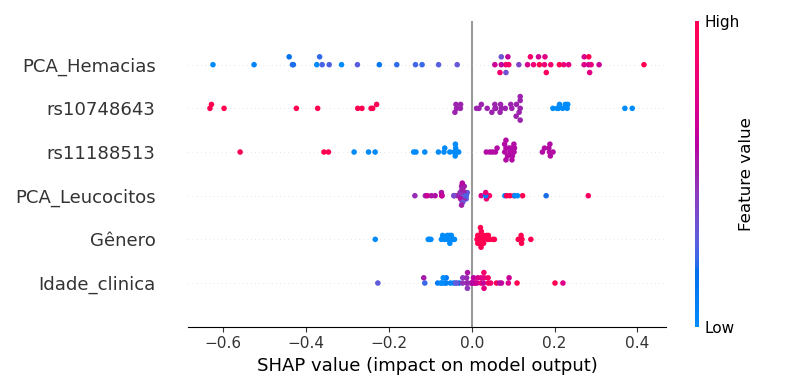 High
PCA_Hemacias
rs10748643
rs11188513
PCA_Leucocitos
Gênero
Idade_clinica
Feature value
Low
−0.6 −0.4 −0.2 0.0 0.2 0.4
SHAP value (impact on model output)